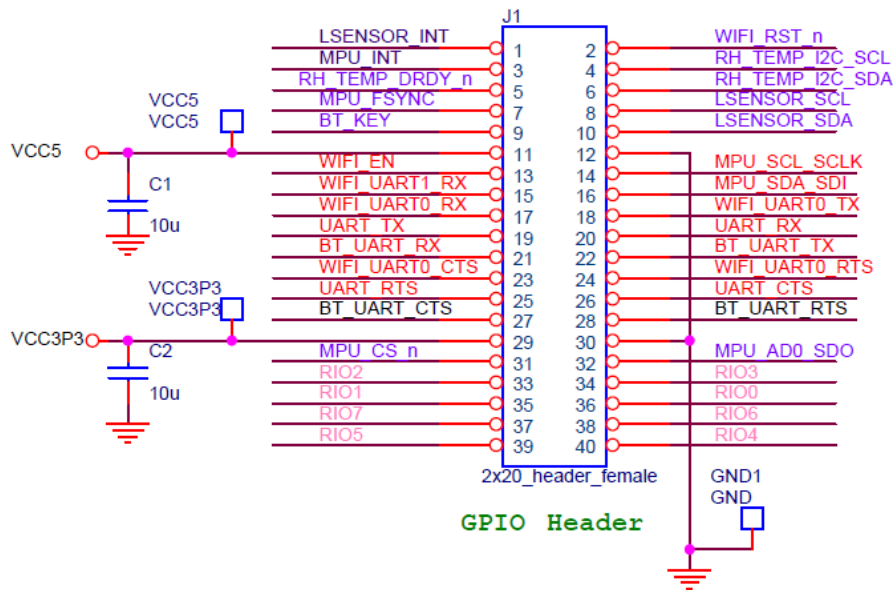 J1
LSENSOR_INT 1 2 WIFI_RST_n
MPU_INT 3 4 RH_TEMP_I2C_SCL
RH_TEMP_DRDY_n 5 6 RH_TEMP_I2C_SDA
VCC5
MPU_FSYNC 7 8 LSENSOR_SCL
VCC5
BT_KEY 9 10 LSENSOR_SDA
VCC5 11 12
WIFI_EN 13 14 MPU_SCL_SCLK
C1
WIFI_UART1_RX 15 16 MPU_SDA_SDI
10u
WIFI_UART0_RX 17 18 WIFI_UART0_TX
UART_TX 19 20 UART_RX
BT_UART_RX 21 22 BT_UART_TX
WIFI_UART0_CTS 23 24 WIFI_UART0_RTS
VCC3P3
UART_RTS 25 26 UART_CTS
VCC3P3
BT_UART_CTS 27 28 BT_UART_RTS
VCC3P3 29 30
C2
MPU_CS_n 31 32 MPU_AD0_SDO
RIO2 33 34 RIO3
10u
RIO1 35 36 RIO0
RIO7 37 38 RIO6
RIO5 39 40 RIO4
2x20_header_female
GND1
GND
GPIO Header